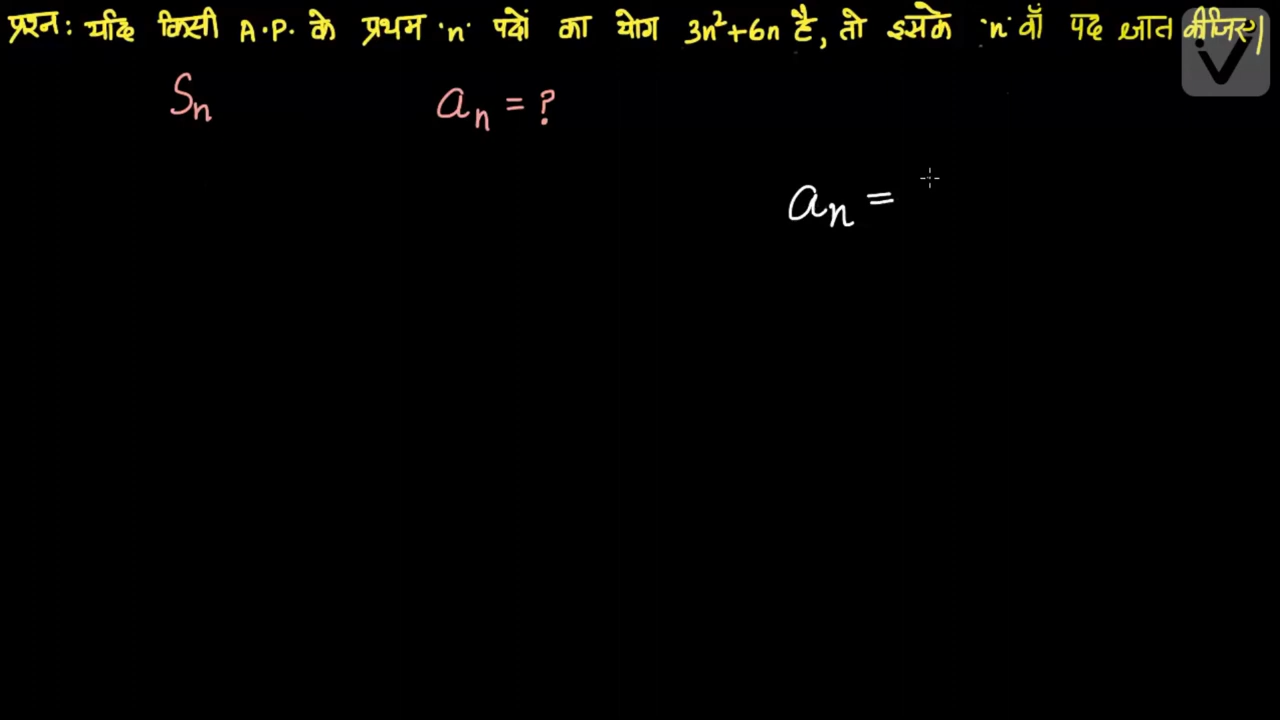 प्रश्न: यदि किसी A.P. के प्रथम 'n' पदों का योग 3n²+6n है, तो इसके 'n' वाँ पद ज्ञात कीजिए।
Sn an = ?
an =